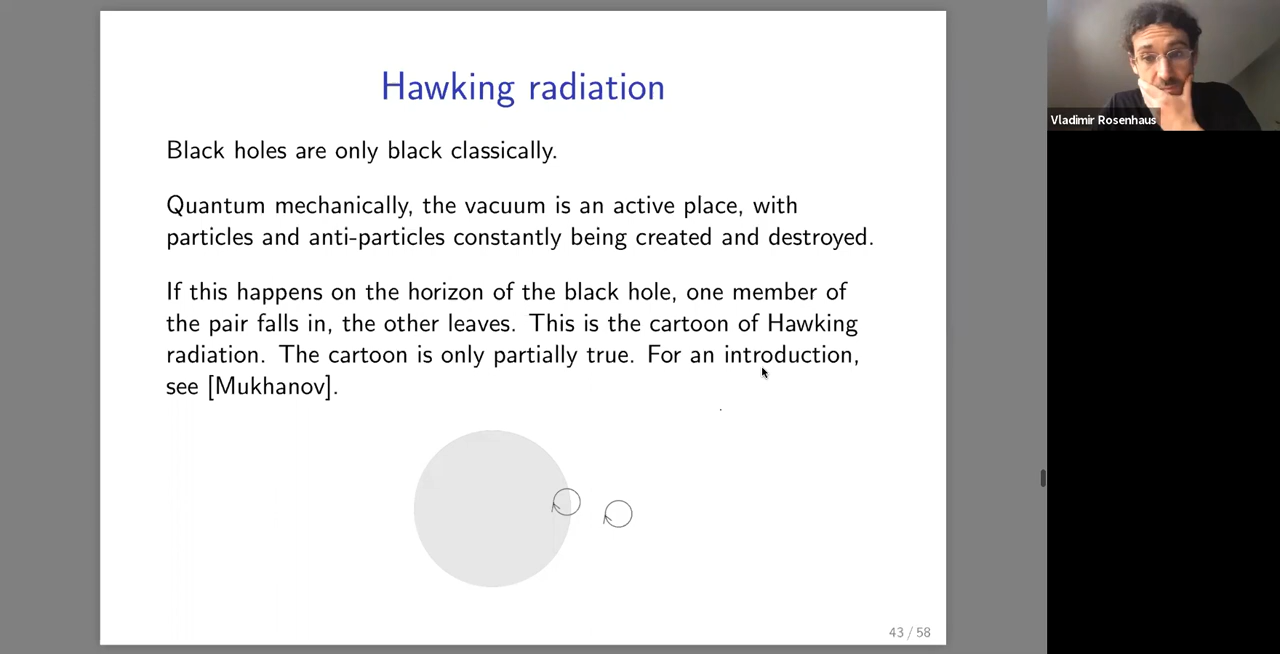 Hawking radiation
Black holes are only black classically.
Quantum mechanically, the vacuum is an active place, with
particles and anti-particles constantly being created and destroyed.
If this happens on the horizon of the black hole, one member of
the pair falls in, the other leaves. This is the cartoon of Hawking
radiation. The cartoon is only partially true. For an introduction,
see [Mukhanov].
43 / 58
Vladimir Rosenhaus